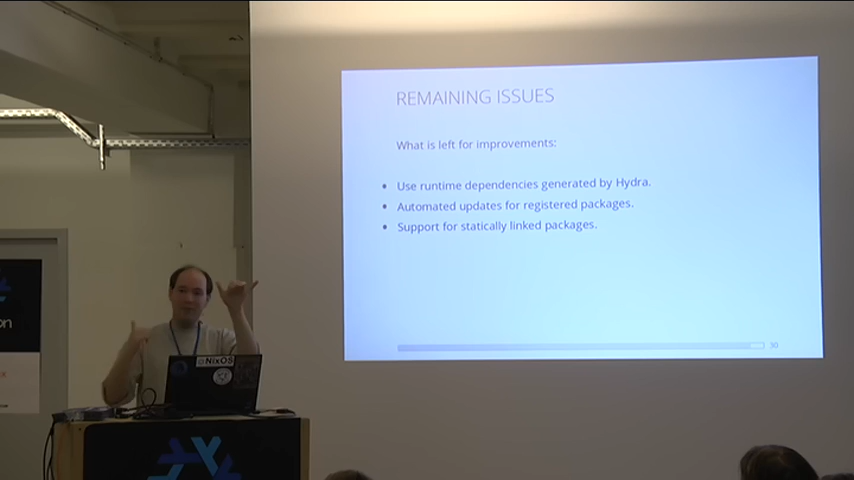 REMAINING ISSUES
What is left for improvements:
• Use runtime dependencies generated by Hydra.
• Automated updates for registered packages.
• Support for statically linked packages.
30
NixOS
on